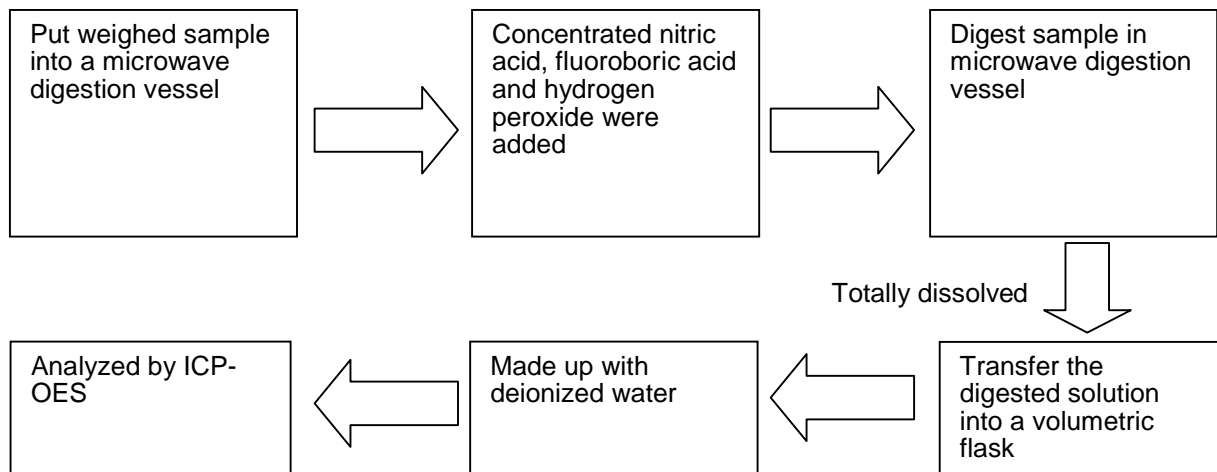 Put weighed sample
into a microwave
digestion vessel
Concentrated nitric
acid, fluoroboric acid
and hydrogen
peroxide were
added
Digest sample in
microwave digestion
vessel
Totally dissolved
Transfer the
digested solution
into a volumetric
flask
Made up with
deionized water
Analyzed by ICP-
OES